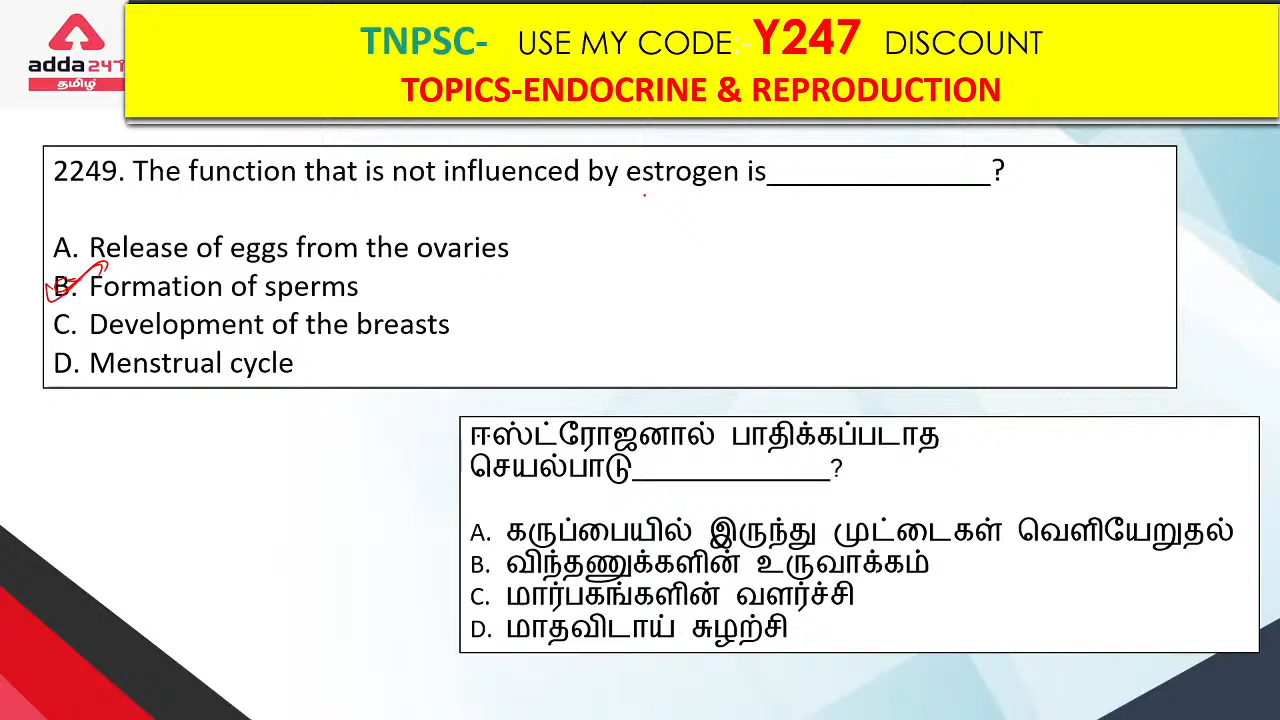 adda247
தமிழ்
TNPSC- USE MY CODE:-Y247 DISCOUNT
TOPICS-ENDOCRINE & REPRODUCTION
2249. The function that is not influenced by estrogen is_______________?
A. Release of eggs from the ovaries
B. Formation of sperms
C. Development of the breasts
D. Menstrual cycle
ஈஸ்ட்ரோஜனால் பாதிக்கப்படாத
செயல்பாடு_______________?
A. கருப்பையில் இருந்து முட்டைகள் வெளியேறுதல்
B. விந்தணுக்களின் உருவாக்கம்
C. மார்பகங்களின் வளர்ச்சி
D. மாதவிடாய் சுழற்சி